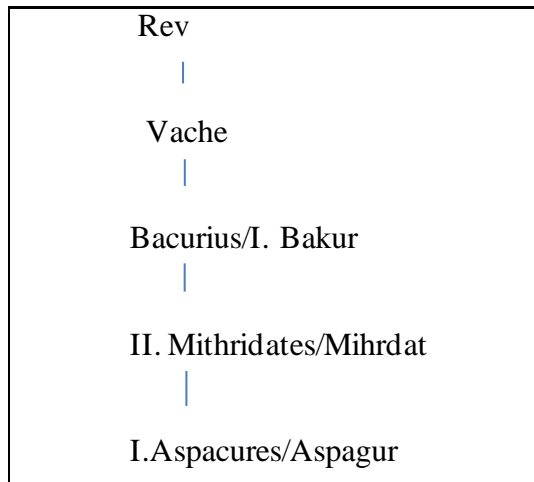 Rev
Vache
Bacurius/I. Bakur
II. Mithridates/Mihrdat
I.Aspacures/Aspagur